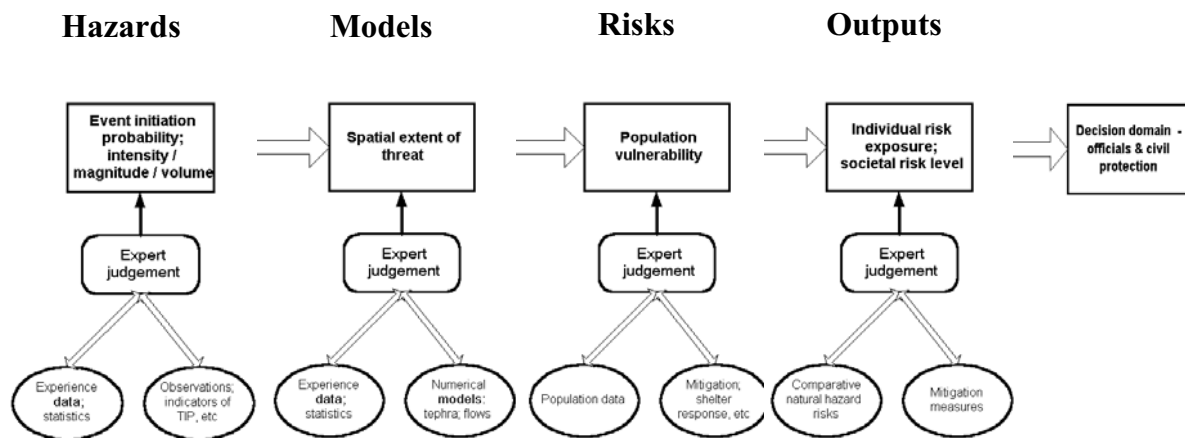 Hazards
Models
Risks
Outputs
Event initiation
probability;
intensity /
magnitude / volume
Spatial extent of
threat
Population
vulnerability
Individual risk
exposure;
societal risk level
Decision domain -
officials & civil
protection
Expert
judgement
Expert
judgement
Expert
judgement
Expert
judgement
Experience
data;
statistics
Observations;
indicators of
TIP, etc
Experience
data;
statistics
Numerical
models:
tephra; flows
Population data
Mitigation;
shelter
response, etc
Comparative
natural hazard
risks
Mitigation
measures